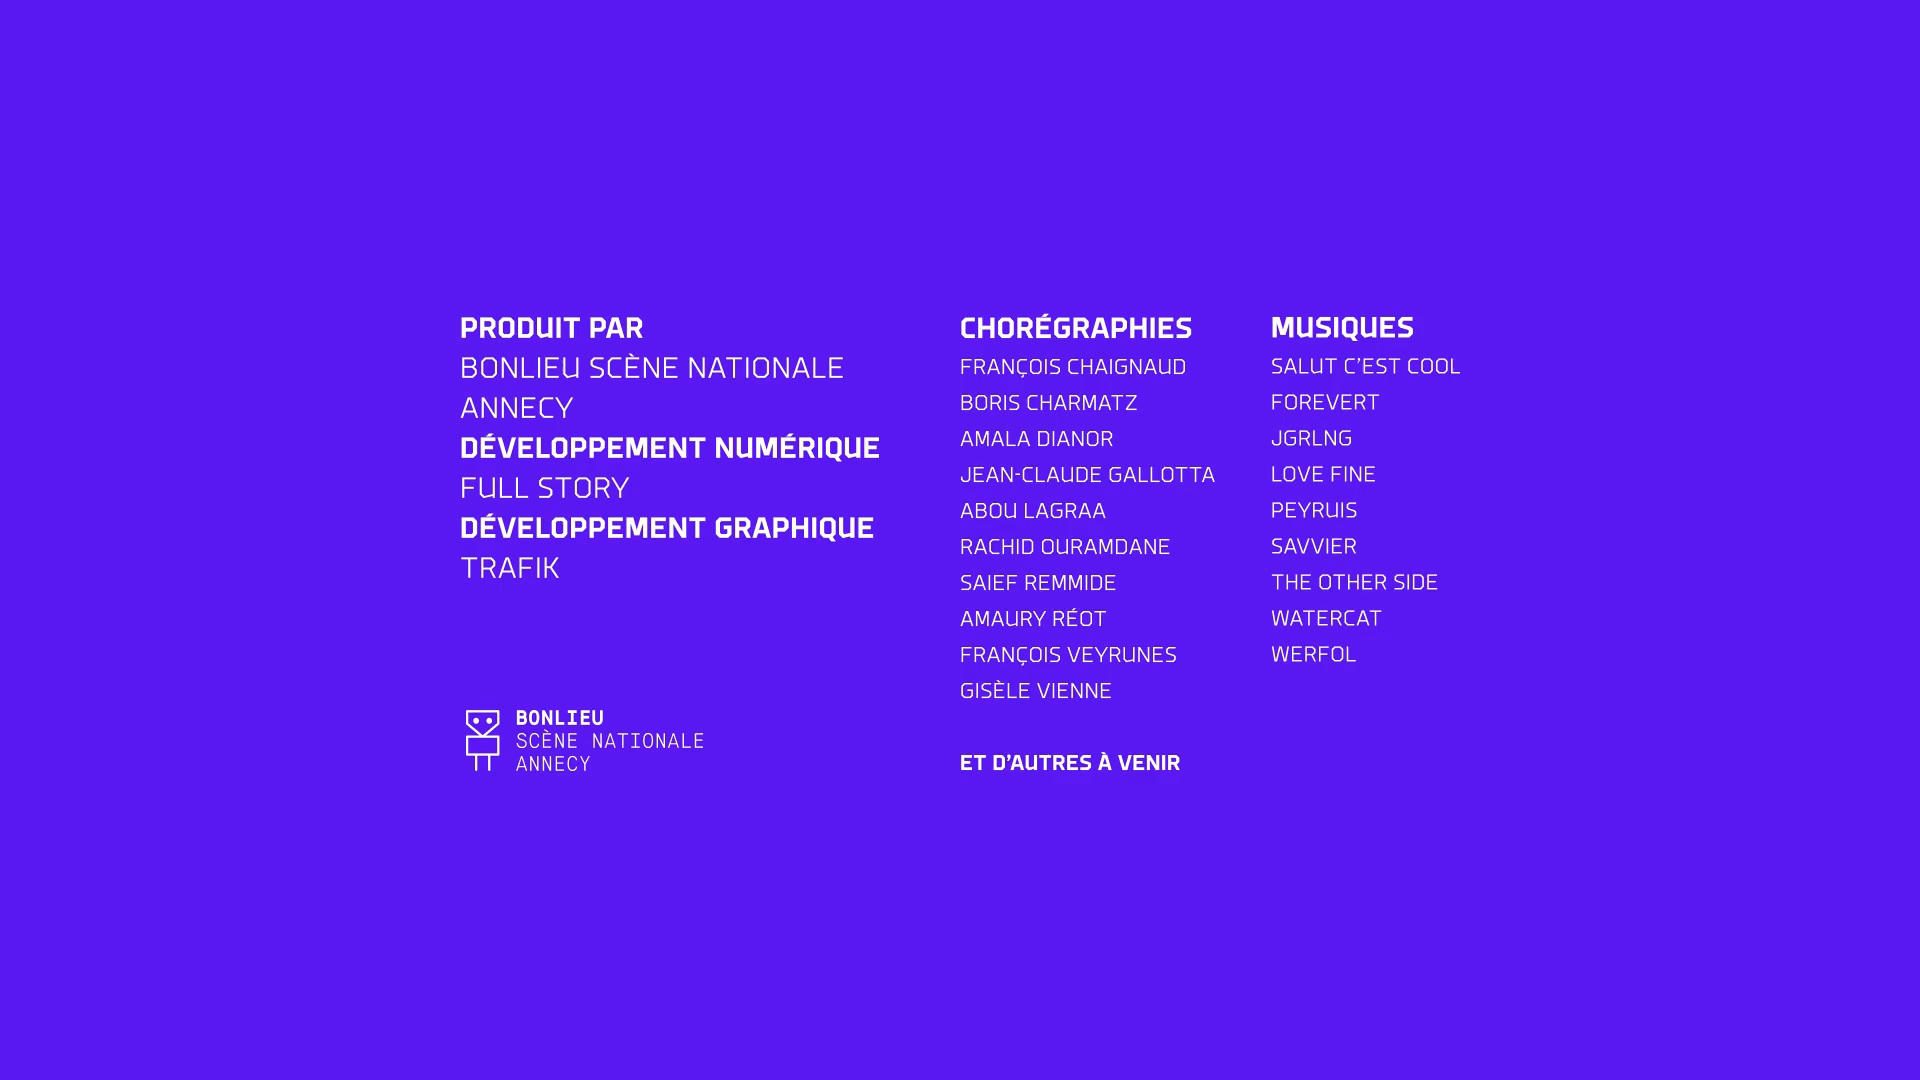 PRODUIT PAR
BONLIEU SCÈNE NATIONALE
ANNECY
DÉVELOPPEMENT NUMÉRIQUE
FULL STORY
DÉVELOPPEMENT GRAPHIQUE
TRAFIK
BONLIEU
SCÈNE NATIONALE
ANNECY
CHORÉGRAPHIES
FRANÇOIS CHAIGNAUD
BORIS CHARMATZ
AMALA DIANOR
JEAN-CLAUDE GALLOTTA
ABOU LAGRAA
RACHID OURAMDANE
SAIEF REMMIDE
AMAURY RÉOT
FRANÇOIS VEYRUNES
GISÈLE VIENNE
ET D’AUTRES À VENIR
MUSIQUES
SALUT C’EST COOL
FOREVERT
JGRLNG
LOVE FINE
PEYRUIS
SAVVIER
THE OTHER SIDE
WATERCAT
WERFOL